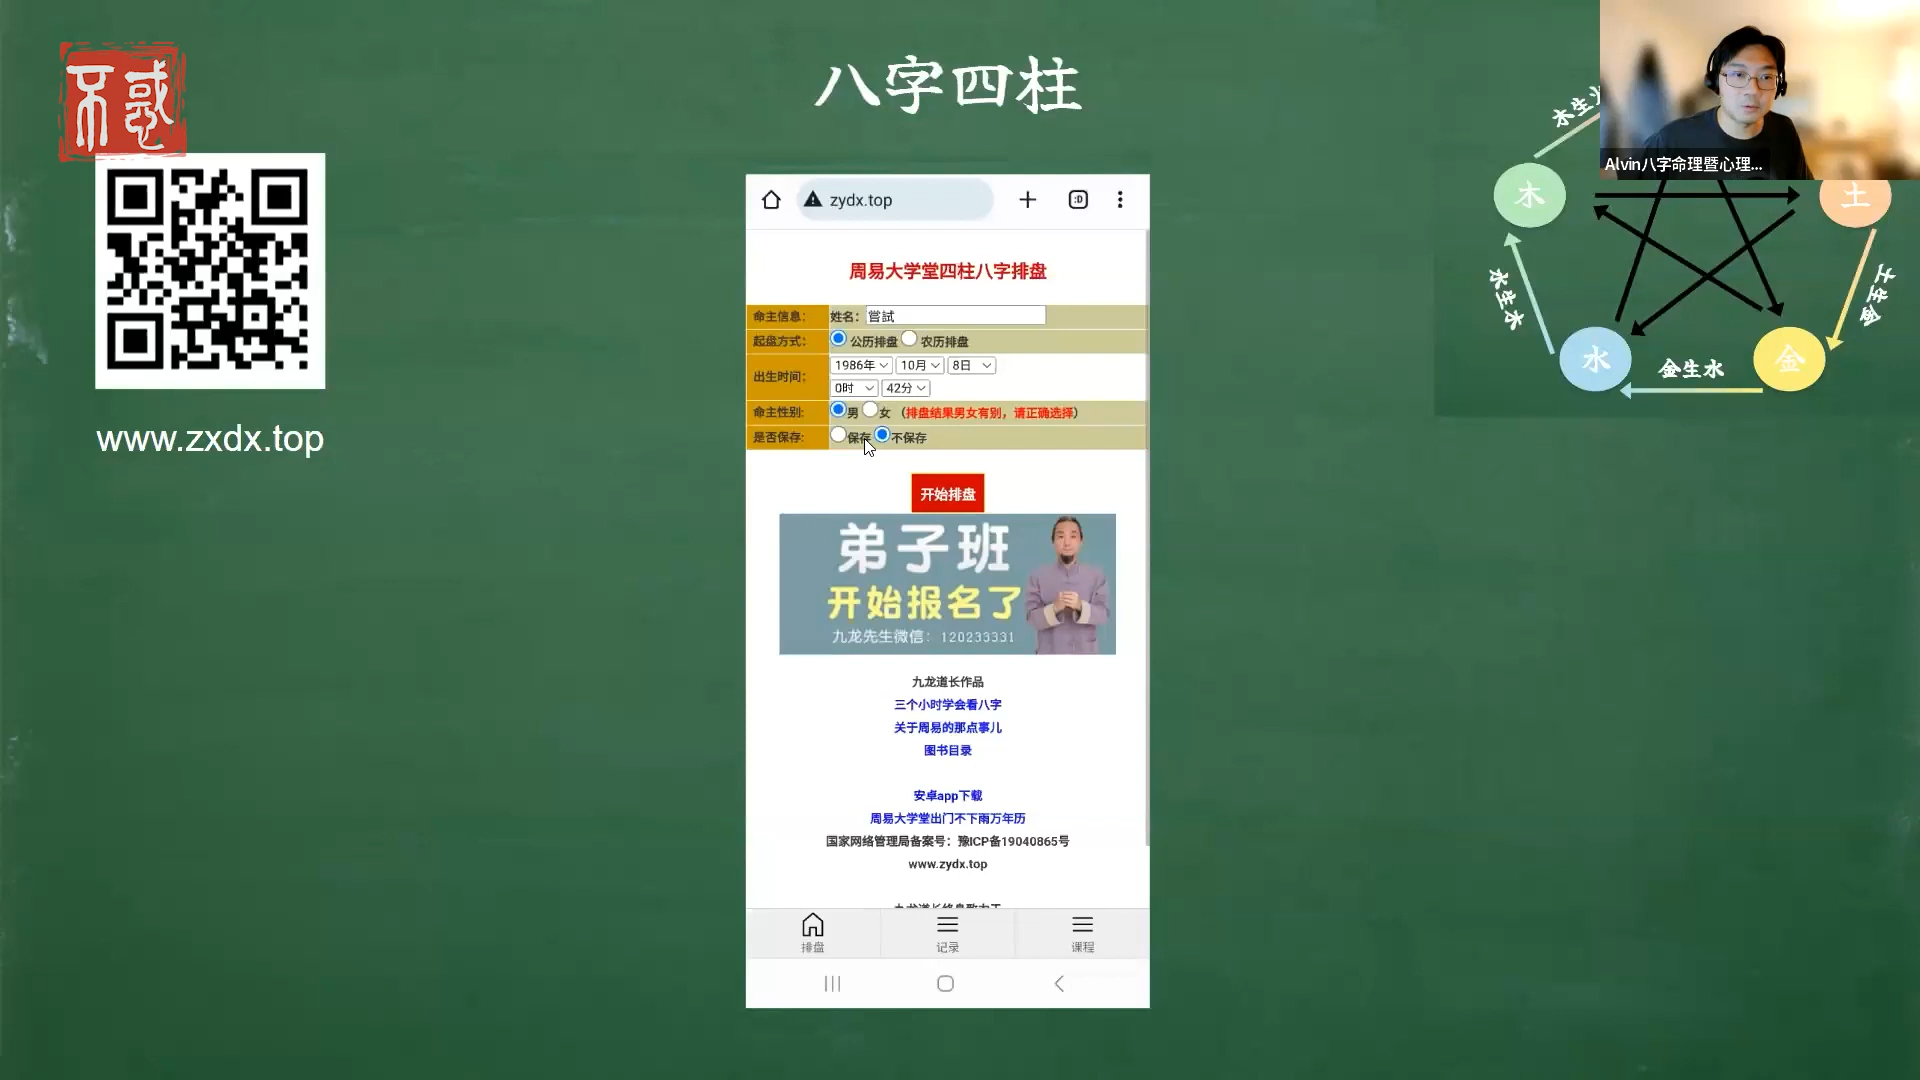 不惑
八字四柱
www.zxdx.top
zydx.top
周易大学堂四柱八字排盘
命主信息: 姓名: 嘗試
起盘方式: 公历排盘 农历排盘
出生时间: 1986年 10月 8日
0时 42分
命主性别: 男 女 (排盘结果男女有别，请正确选择)
是否保存: 保存 不保存
开始排盘
弟子班
开始报名了
九龙先生微信: 120233331
九龙道长作品
三个小时学会看八字
关于周易的那点事儿
图书目录
安卓app下载
周易大学堂出门不下雨万年历
国家网络管理局备案号: 豫ICP备19040865号
www.zydx.top
排盘
记录
课程
Alvin八字命理暨心理...
木生火
木
土
水生木
土生金
水
金生水
金